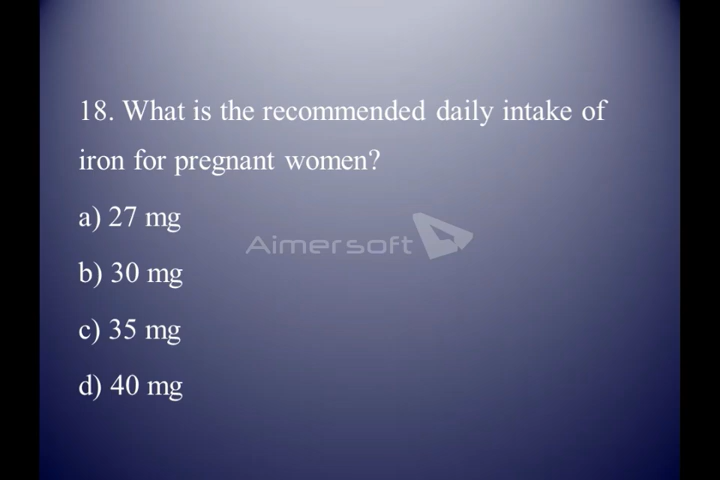 18. What is the recommended daily intake of
iron for pregnant women?
a) 27 mg
Aimersoft
b) 30 mg
c) 35 mg
d) 40 mg